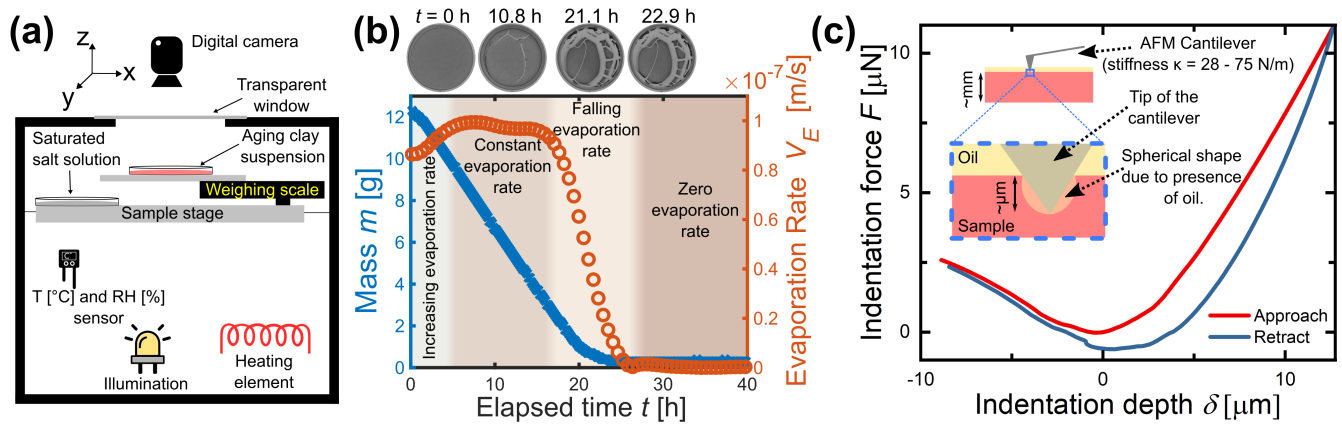 (a)
z
x
y
Digital camera
Transparent
window
Saturated
salt solution
Aging clay
suspension
Weighing scale
Sample stage
T [°C] and RH [%]
sensor
Illumination
Heating
element
(b)
t = 0 h
10.8 h
21.1 h
22.9 h
×10⁻⁷
Mass m [g]
12
10
8
6
4
2
0
Increasing evaporation rate
Constant
evaporation
rate
Falling
evaporation
rate
Zero
evaporation
rate
1
0.8
0.6
0.4
0.2
0
Evaporation Rate V_E [m/s]
0
10
20
30
40
Elapsed time t [h]
(c)
Indentation force F [μN]
10
5
0
AFM Cantilever
(stiffness κ = 28 - 75 N/m)
~mm
Tip of the
cantilever
Oil
Spherical shape
due to presence
of oil.
~μm
Sample
Approach
Retract
-10
-5
0
5
10
Indentation depth δ [μm]